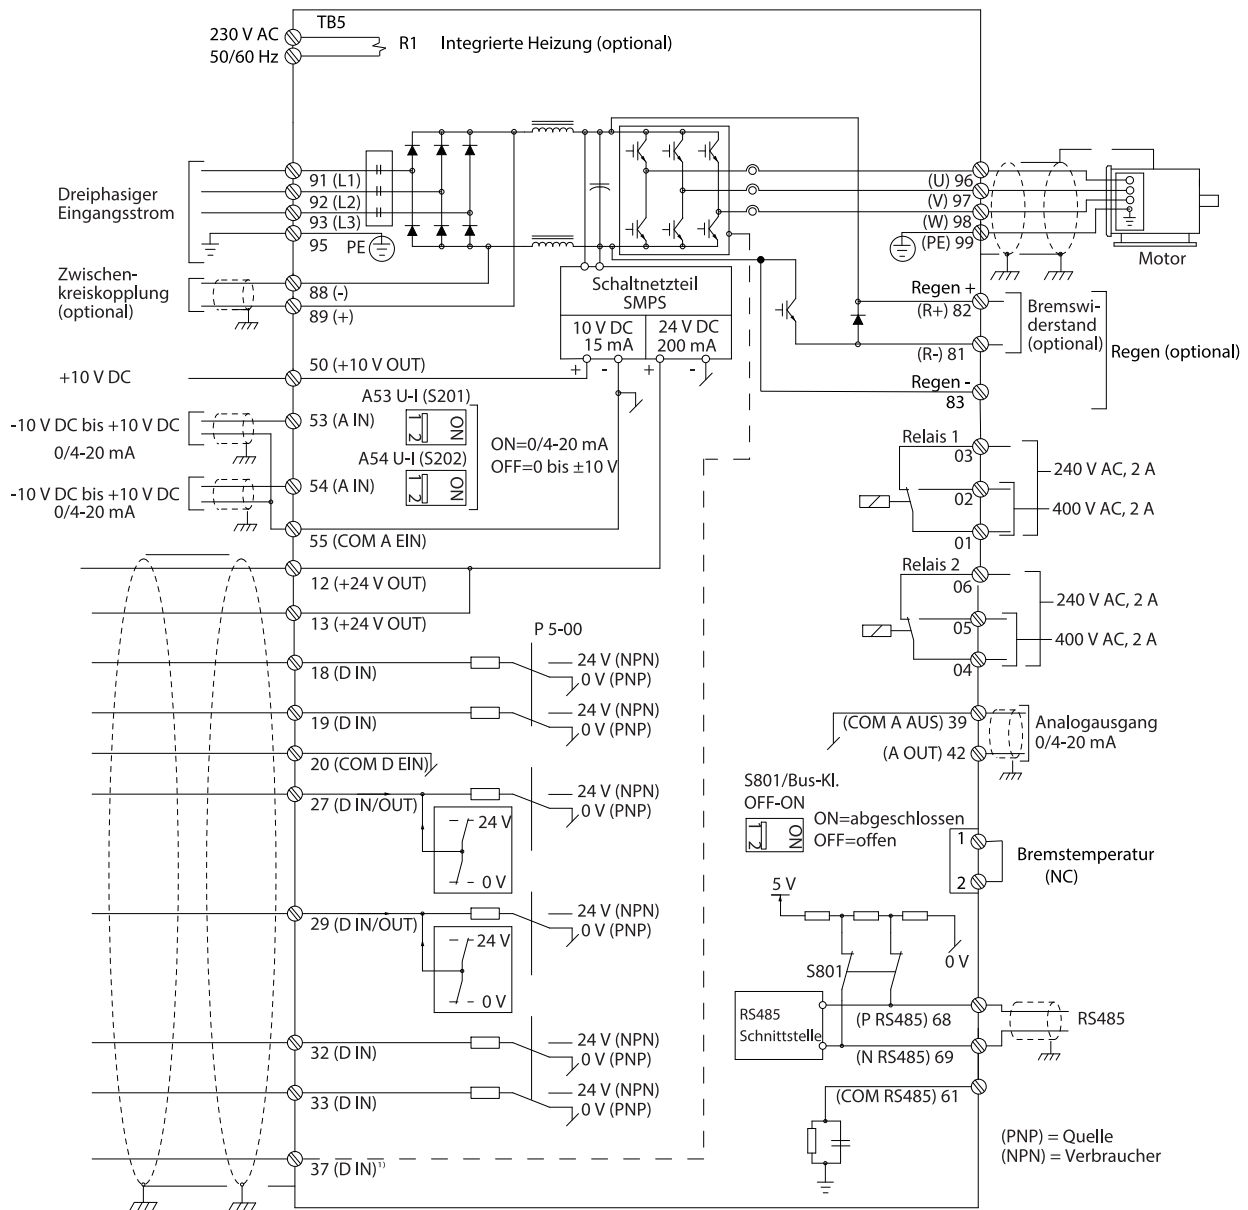 TB5
230 V AC
50/60 Hz
R1
Integrierte Heizung (optional)
Dreiphasiger
Eingangsstrom
91 (L1)
92 (L2)
93 (L3)
95
PE
(U) 96
(V) 97
(W) 98
(PE) 99
Motor
Zwischen-
kreiskopplung
(optional)
88 (-)
89 (+)
Schaltnetzteil
SMPS
10 V DC
15 mA
24 V DC
200 mA
+ - + -
Regen +
(R+) 82
Bremswi-
derstand
(optional)
(R-) 81
Regen (optional)
Regen -
83
+10 V DC
50 (+10 V OUT)
A53 U-I (S201)
1 2
ON
-10 V DC bis +10 V DC
0/4-20 mA
53 (A IN)
ON=0/4-20 mA
OFF=0 bis ±10 V
A54 U-I (S202)
1 2
ON
-10 V DC bis +10 V DC
0/4-20 mA
54 (A IN)
55 (COM A EIN)
Relais 1
03
240 V AC, 2 A
02
400 V AC, 2 A
01
12 (+24 V OUT)
13 (+24 V OUT)
Relais 2
06
240 V AC, 2 A
05
400 V AC, 2 A
04
P 5-00
18 (D IN)
24 V (NPN)
0 V (PNP)
19 (D IN)
24 V (NPN)
0 V (PNP)
20 (COM D EIN)
(COM A AUS) 39
Analogausgang
0/4-20 mA
(A OUT) 42
27 (D IN/OUT)
24 V (NPN)
0 V (PNP)
24 V
0 V
S801/Bus-Kl.
OFF-ON
1 2
ON
ON=abgeschlossen
OFF=offen
1
2
Bremstemperatur
(NC)
29 (D IN/OUT)
24 V (NPN)
0 V (PNP)
24 V
0 V
5 V
S801
0 V
RS485
Schnittstelle
(P RS485) 68
RS485
(N RS485) 69
(COM RS485) 61
32 (D IN)
24 V (NPN)
0 V (PNP)
33 (D IN)
24 V (NPN)
0 V (PNP)
37 (D IN)¹⁾
(PNP) = Quelle
(NPN) = Verbraucher